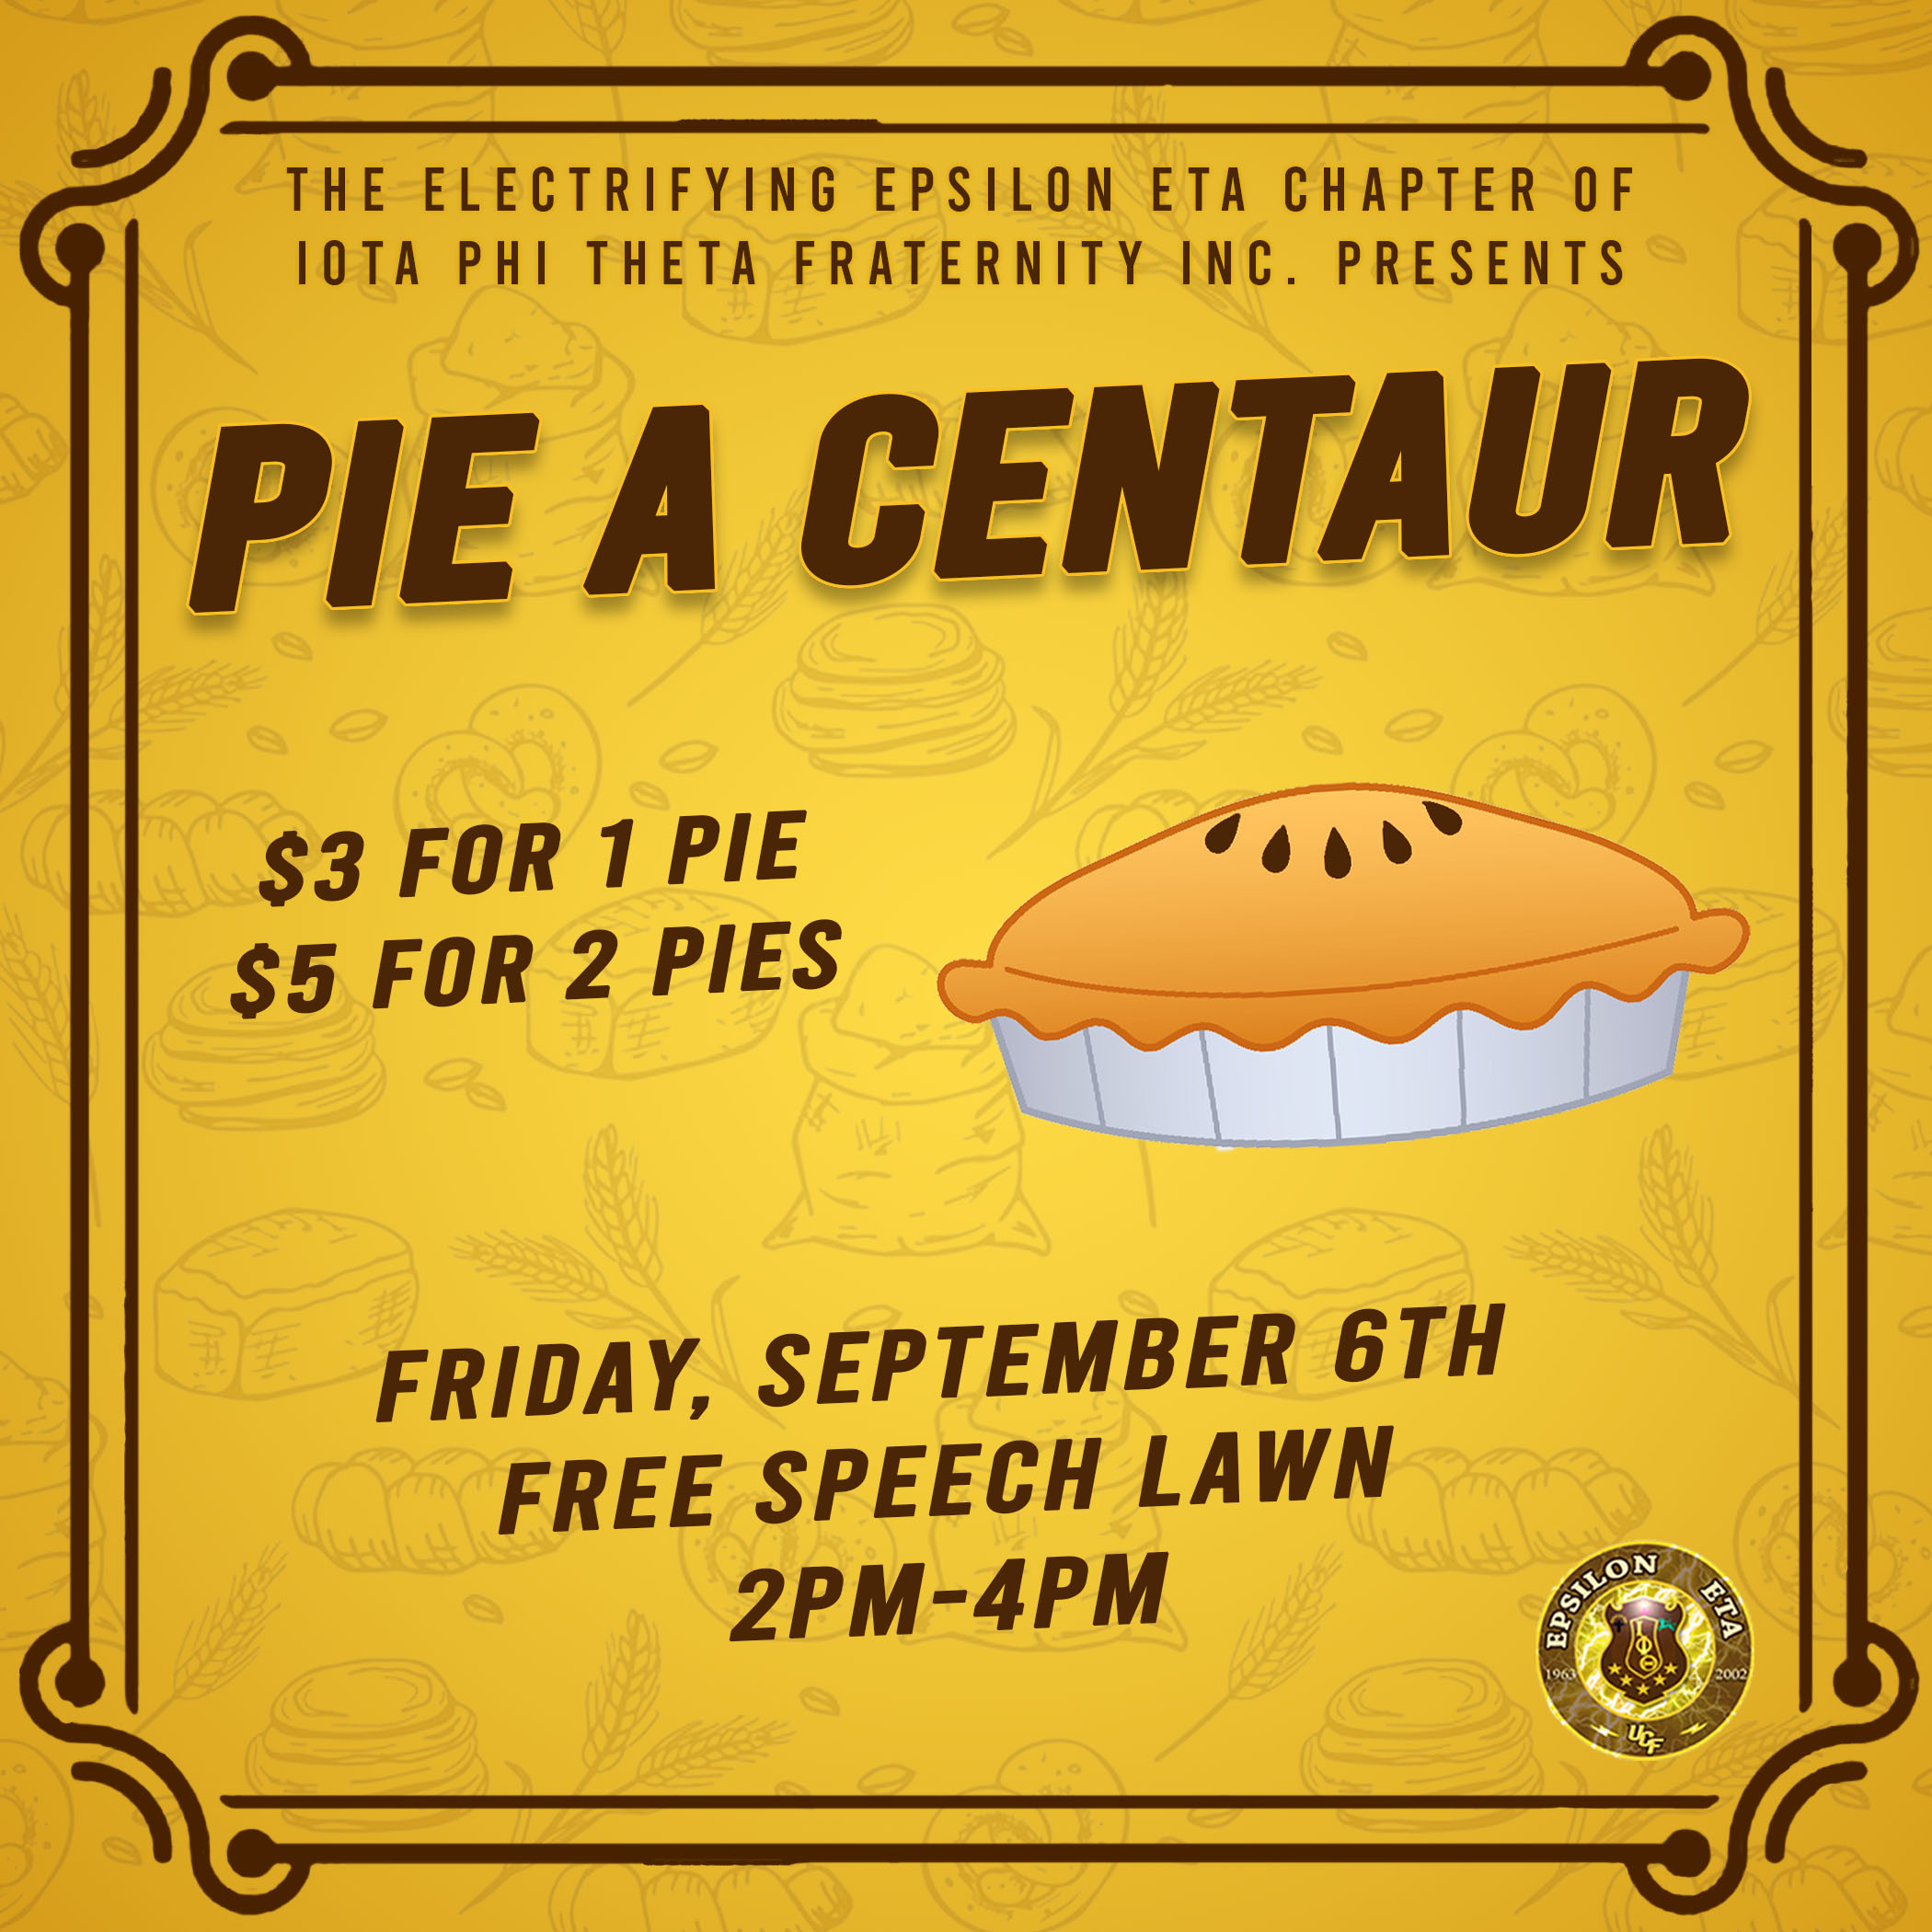 THE ELECTRIFYING EPSILON ETA CHAPTER OF
IOTA PHI THETA FRATERNITY INC. PRESENTS
PIE A CENTAUR
$3 FOR 1 PIE
$5 FOR 2 PIES
FRIDAY, SEPTEMBER 6TH
FREE SPEECH LAWN
2PM-4PM
EPSILON ETA
1963 2002
Ι
Φ
Θ
UCF